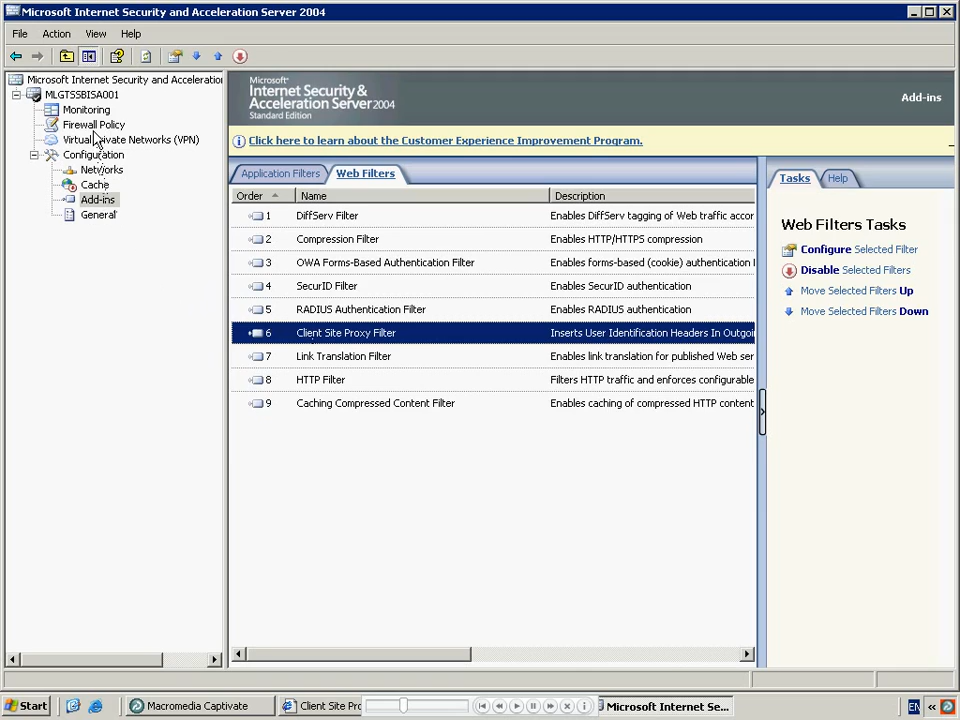 Microsoft Internet Security and Acceleration Server 2004
File Action View Help
Microsoft Internet Security and Acceleratio
MLGTSSBISA001
Monitoring
Firewall Policy
Virtual Private Networks (VPN)
Configuration
Networks
Cache
Add-ins
General
Microsoft
Internet Security &
Acceleration Server 2004
Standard Edition
Add-ins
Click here to learn about the Customer Experience Improvement Program.
Application Filters Web Filters
Order Name Description
1 DiffServ Filter Enables DiffServ tagging of Web traffic accor
2 Compression Filter Enables HTTP/HTTPS compression
3 OWA Forms-Based Authentication Filter Enables forms-based (cookie) authentication
4 SecurID Filter Enables SecurID authentication
5 RADIUS Authentication Filter Enables RADIUS authentication
6 Client Site Proxy Filter Inserts User Identification Headers In Outgoi
7 Link Translation Filter Enables link translation for published Web ser
8 HTTP Filter Filters HTTP traffic and enforces configurable
9 Caching Compressed Content Filter Enables caching of compressed HTTP content
Tasks Help
Web Filters Tasks
Configure Selected Filter
Disable Selected Filters
Move Selected Filters Up
Move Selected Filters Down
Start Macromedia Captivate Client Site Pro Microsoft Internet Se... EN